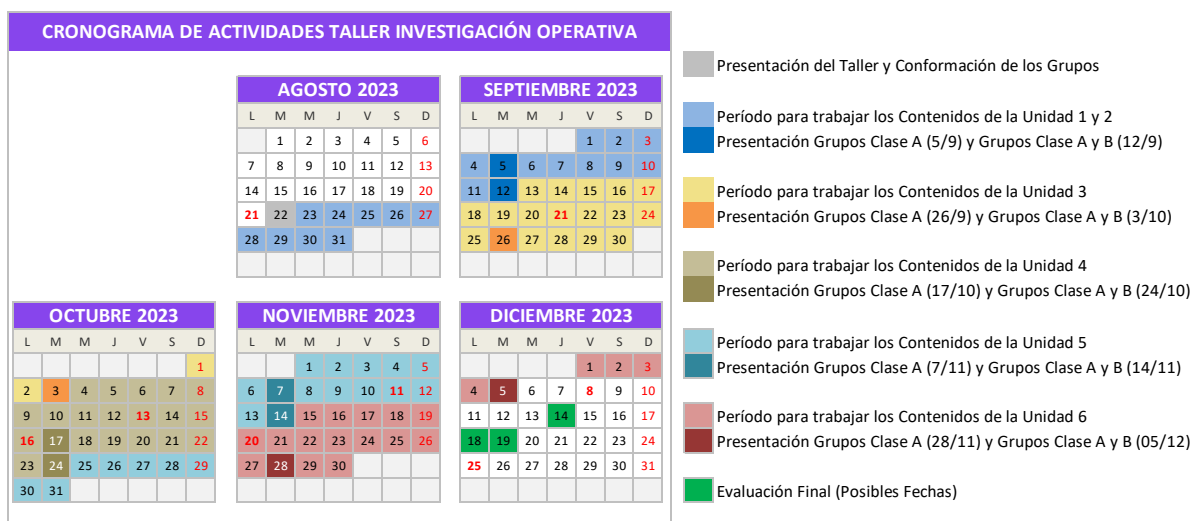 CRONOGRAMA DE ACTIVIDADES TALLER INVESTIGACIÓN OPERATIVA
AGOSTO 2023
L M M J V S D
1 2 3 4 5 6
7 8 9 10 11 12 13
14 15 16 17 18 19 20
21 22 23 24 25 26 27
28 29 30 31
SEPTIEMBRE 2023
L M M J V S D
1 2 3
4 5 6 7 8 9 10
11 12 13 14 15 16 17
18 19 20 21 22 23 24
25 26 27 28 29 30
OCTUBRE 2023
L M M J V S D
1
2 3 4 5 6 7 8
9 10 11 12 13 14 15
16 17 18 19 20 21 22
23 24 25 26 27 28 29
30 31
NOVIEMBRE 2023
L M M J V S D
1 2 3 4 5
6 7 8 9 10 11 12
13 14 15 16 17 18 19
20 21 22 23 24 25 26
27 28 29 30
DICIEMBRE 2023
L M M J V S D
1 2 3
4 5 6 7 8 9 10
11 12 13 14 15 16 17
18 19 20 21 22 23 24
25 26 27 28 29 30 31
Presentación del Taller y Conformación de los Grupos
Período para trabajar los Contenidos de la Unidad 1 y 2
Presentación Grupos Clase A (5/9) y Grupos Clase A y B (12/9)
Período para trabajar los Contenidos de la Unidad 3
Presentación Grupos Clase A (26/9) y Grupos Clase A y B (3/10)
Período para trabajar los Contenidos de la Unidad 4
Presentación Grupos Clase A (17/10) y Grupos Clase A y B (24/10)
Período para trabajar los Contenidos de la Unidad 5
Presentación Grupos Clase A (7/11) y Grupos Clase A y B (14/11)
Período para trabajar los Contenidos de la Unidad 6
Presentación Grupos Clase A (28/11) y Grupos Clase A y B (05/12)
Evaluación Final (Posibles Fechas)